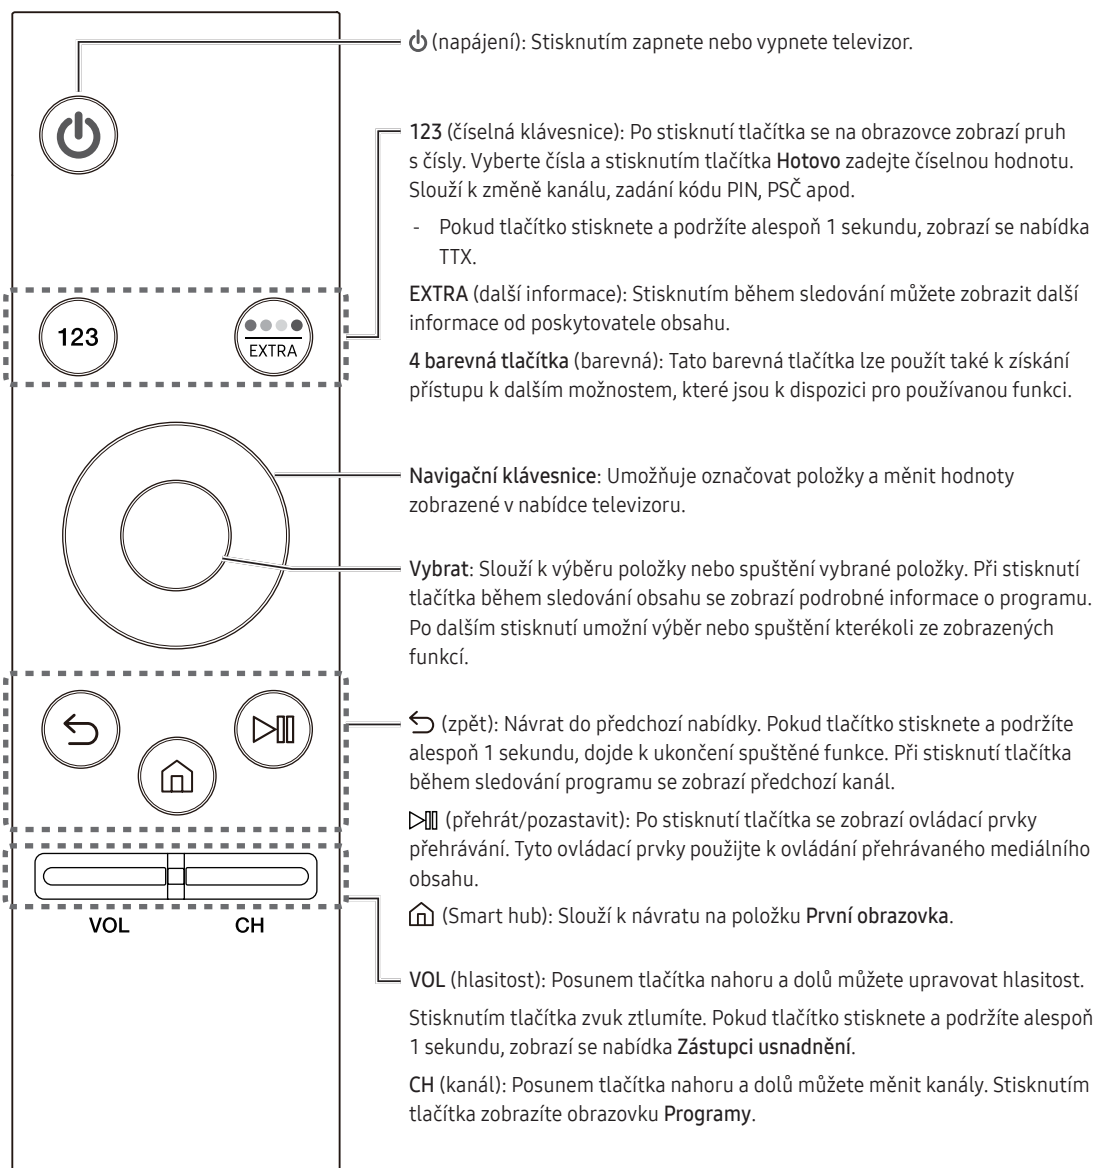 (napájení): Stisknutím zapnete nebo vypnete televizor.
123 (číselná klávesnice): Po stisknutí tlačítka se na obrazovce zobrazí pruh
s čísly. Vyberte čísla a stisknutím tlačítka Hotovo zadejte číselnou hodnotu.
Slouží k změně kanálu, zadání kódu PIN, PSČ apod.
- Pokud tlačítko stisknete a podržíte alespoň 1 sekundu, zobrazí se nabídka
TTX.
EXTRA (další informace): Stisknutím během sledování můžete zobrazit další
informace od poskytovatele obsahu.
4 barevná tlačítka (barevná): Tato barevná tlačítka lze použít také k získání
přístupu k dalším možnostem, které jsou k dispozici pro používanou funkci.
123
EXTRA
Navigační klávesnice: Umožňuje označovat položky a měnit hodnoty
zobrazené v nabídce televizoru.
Vybrat: Slouží k výběru položky nebo spuštění vybrané položky. Při stisknutí
tlačítka během sledování obsahu se zobrazí podrobné informace o programu.
Po dalším stisknutí umožní výběr nebo spuštění kterékoli ze zobrazených
funkcí.
(zpět): Návrat do předchozí nabídky. Pokud tlačítko stisknete a podržíte
alespoň 1 sekundu, dojde k ukončení spuštěné funkce. Při stisknutí tlačítka
během sledování programu se zobrazí předchozí kanál.
(přehrát/pozastavit): Po stisknutí tlačítka se zobrazí ovládací prvky
přehrávání. Tyto ovládací prvky použijte k ovládání přehrávaného mediálního
obsahu.
(Smart hub): Slouží k návratu na položku První obrazovka.
VOL
CH
VOL (hlasitost): Posunem tlačítka nahoru a dolů můžete upravovat hlasitost.
Stisknutím tlačítka zvuk ztlumíte. Pokud tlačítko stisknete a podržíte alespoň
1 sekundu, zobrazí se nabídka Zástupci usnadnění.
CH (kanál): Posunem tlačítka nahoru a dolů můžete měnit kanály. Stisknutím
tlačítka zobrazíte obrazovku Programy.